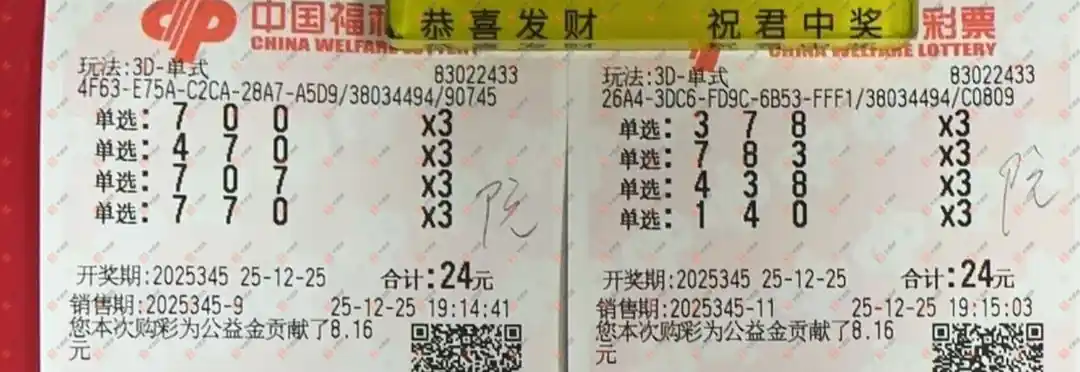 中国福利
恭喜发财 祝君中奖
彩票
CHINA WELFARE LOTTERY
CHINA WELFARE LOTTERY
玩法:3D-单式 83022433
4F63-E75A-C2CA-28A7-A5D9/38034494/90745
单选: 7 0 0 x3
单选: 4 7 0 x3
单选: 7 0 7 x3
单选: 7 7 0 x3
阮
开奖期:2025345 25-12-25 合计:24元
销售期:2025345-9 25-12-25 19:14:41
您本次购彩为公益金贡献了8.16
元
玩法:3D-单式 83022433
26A4-3DC6-FD9C-6B53-FFF1/38034494/C0809
单选: 3 7 8 x3
单选: 7 8 3 x3
单选: 4 3 8 x3
单选: 1 4 0 x3
阮
开奖期:2025345 25-12-25 合计:24元
销售期:2025345-11 25-12-25 19:15:03
您本次购彩为公益金贡献了8.16
元